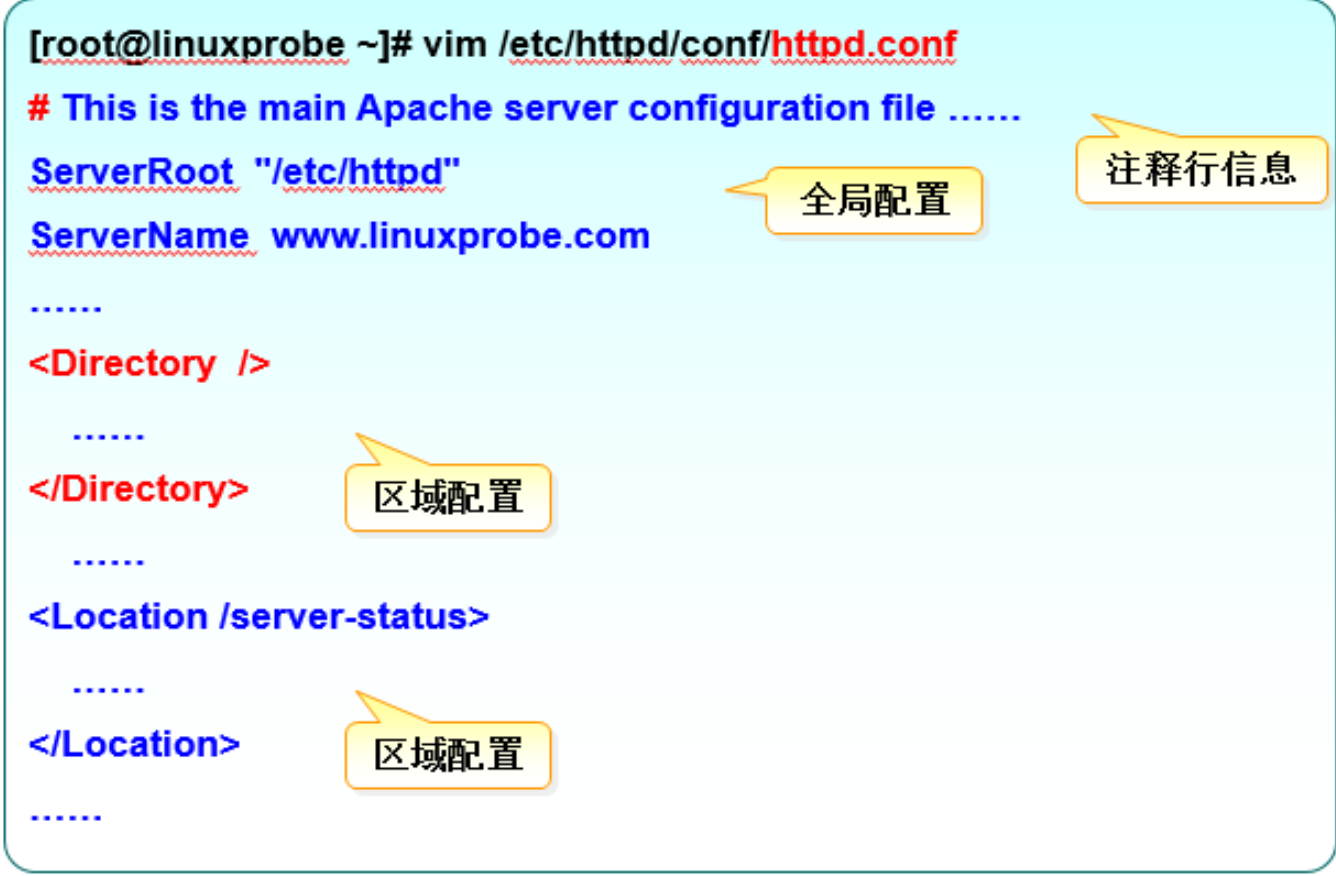 [root@linuxprobe ~]# vim /etc/httpd/conf/httpd.conf
# This is the main Apache server configuration file ……
注释行信息
ServerRoot "/etc/httpd"
全局配置
ServerName www.linuxprobe.com
……
<Directory />
……
</Directory>
区域配置
……
<Location /server-status>
……
</Location>
区域配置
……